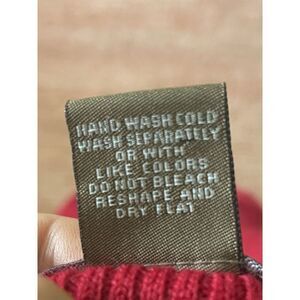 HAND WASH COLD
WASH SEPARATELY
OR WITH
LIKE COLORS
DO NOT BLEACH
RESHAPE AND
DRY FLAT